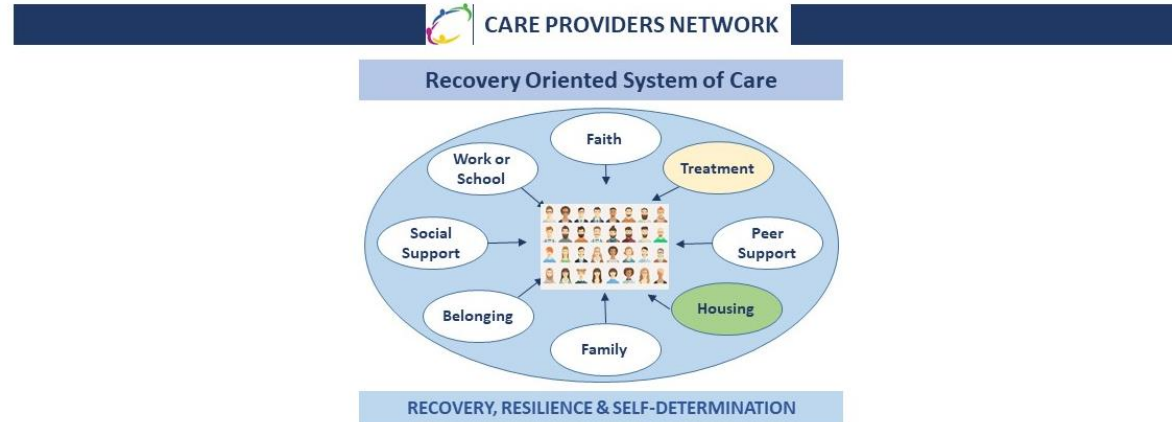 CARE PROVIDERS NETWORK
Recovery Oriented System of Care
Faith
Work or
School
Treatment
Social
Support
Peer
Support
Belonging
Housing
Family
RECOVERY, RESILIENCE & SELF-DETERMINATION